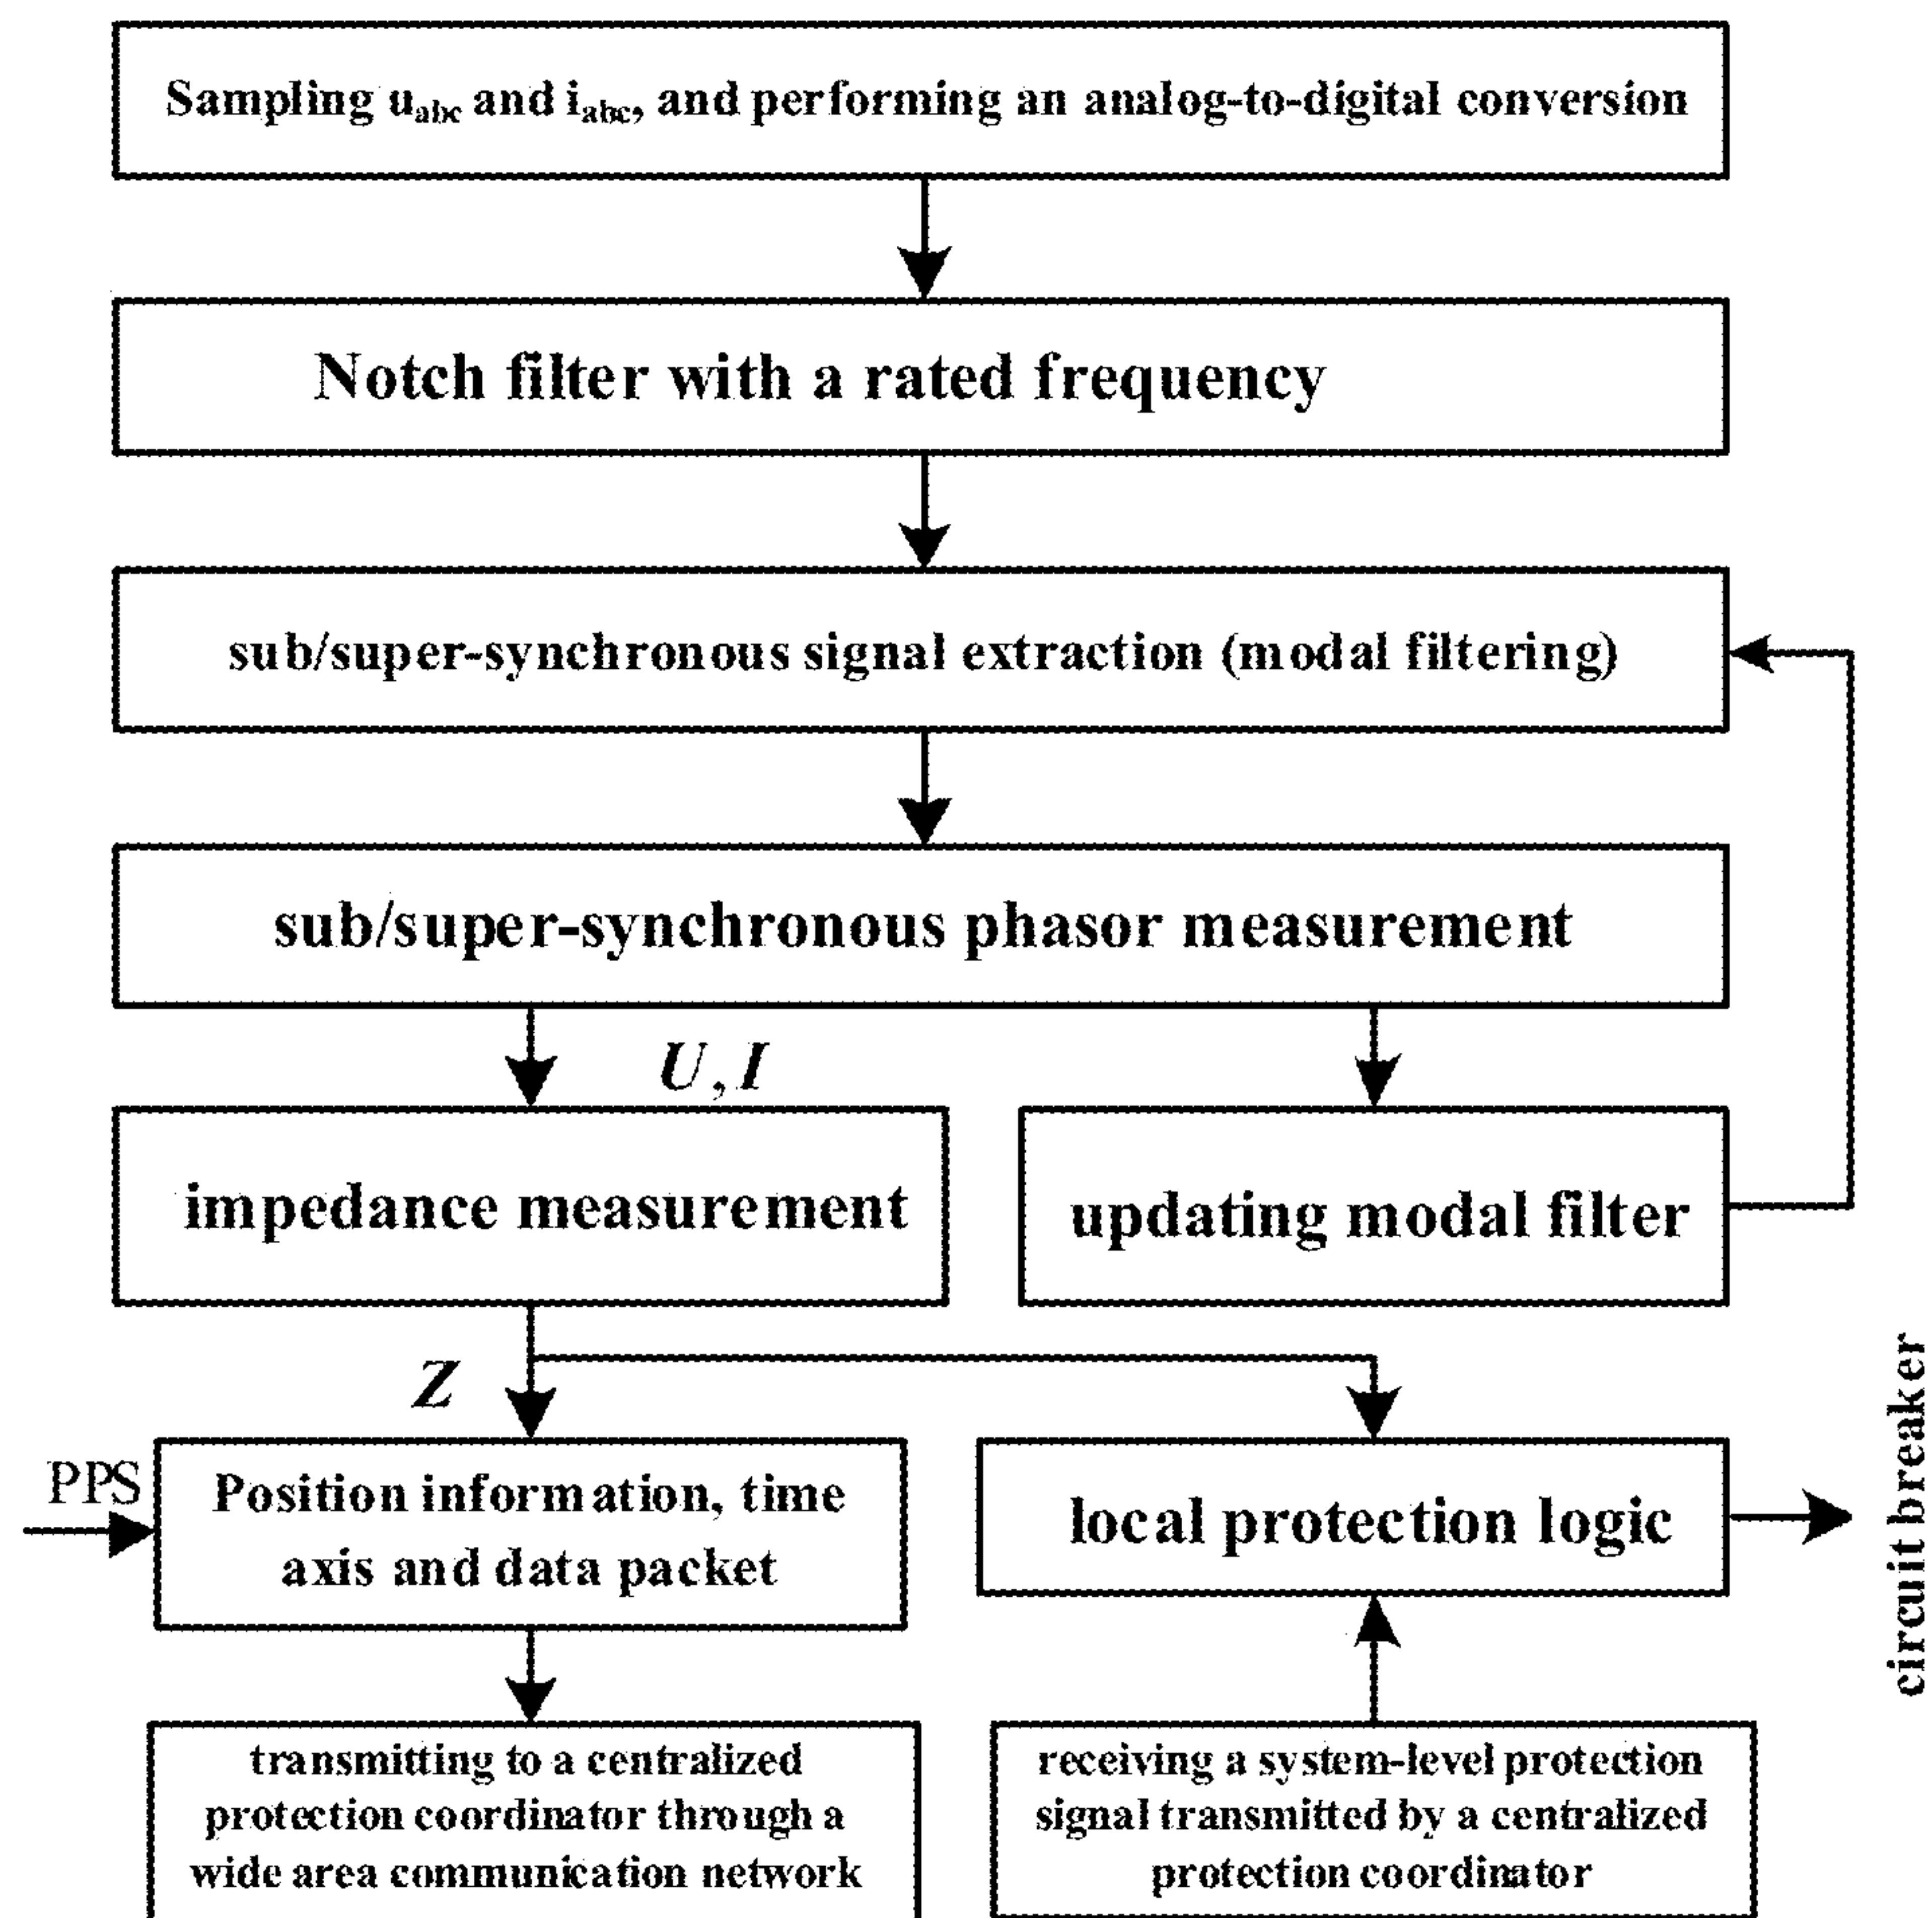 Sampling uabc and iabc, and performing an analog-to-digital conversion
Notch filter with a rated frequency
sub/super-synchronous signal extraction (modal filtering)
sub/super-synchronous phasor measurement
U, I
impedance measurement
updating modal filter
Z
PPS
Position information, time
axis and data packet
local protection logic
circuit breaker
transmitting to a centralized
protection coordinator through a
wide area communication network
receiving a system-level protection
signal transmitted by a centralized
protection coordinator